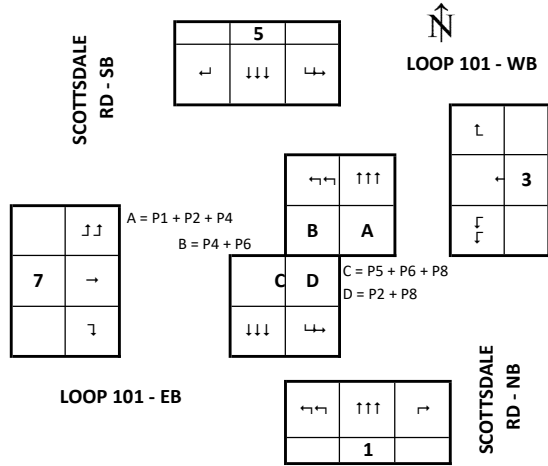 N
SCOTTSDALE
RD - SB
5
LOOP 101 - WB
3
A = P1 + P2 + P4
B = P4 + P6
B
A
7
C
D
C = P5 + P6 + P8
D = P2 + P8
LOOP 101 - EB
SCOTTSDALE
RD - NB
1